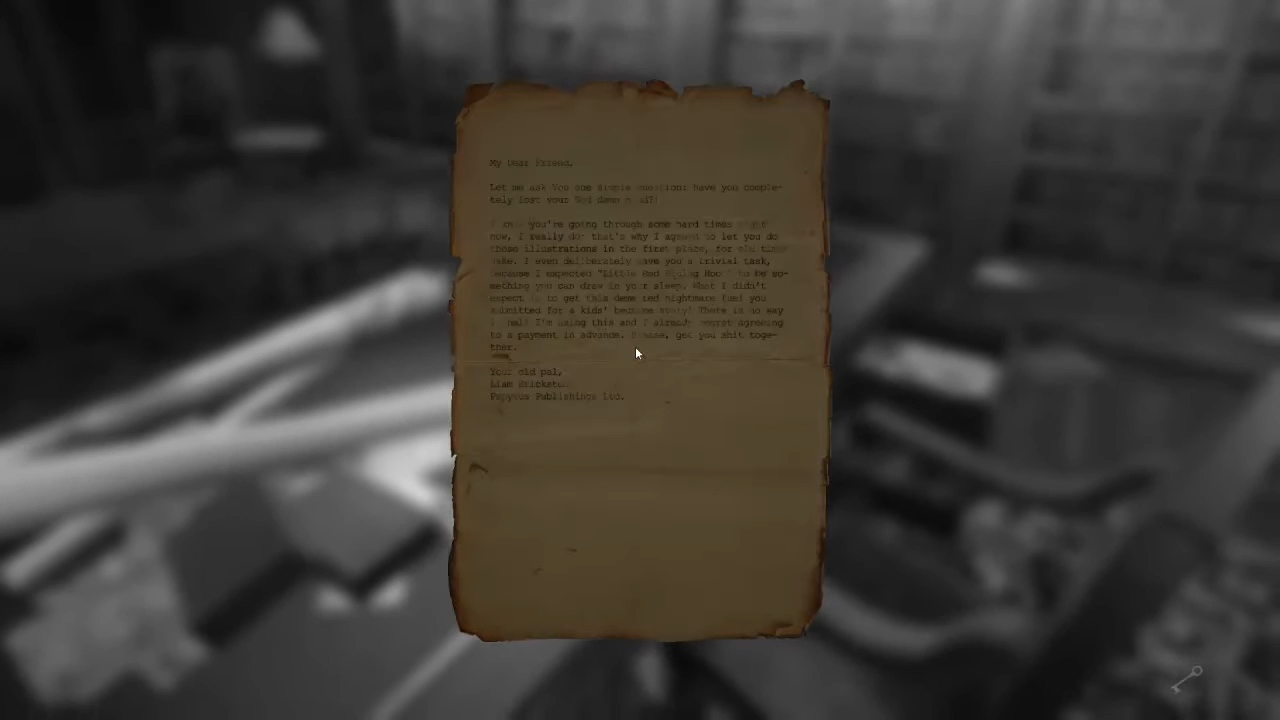 My Dear Friend,
Let me ask You one simple question: have you comple-
tely lost your God damn mind?!
I know you're going through some hard times right
now, I really do, that's why I agreed to let you do
those illustrations in the first place, for old times
sake. I even deliberately gave you a trivial task,
because I expected "Little Red Riding Hood" to be so-
mething you can draw in your sleep. What I didn't
expect is to get this demented nightmare fuel you
submitted for a kids' bedtime story! There is no way
in hell I'm using this and I already regret agreeing
to a payment in advance. Please, get you shit toge-
ther.
Your old pal,
Liam
Papyrus Publishings Ltd.